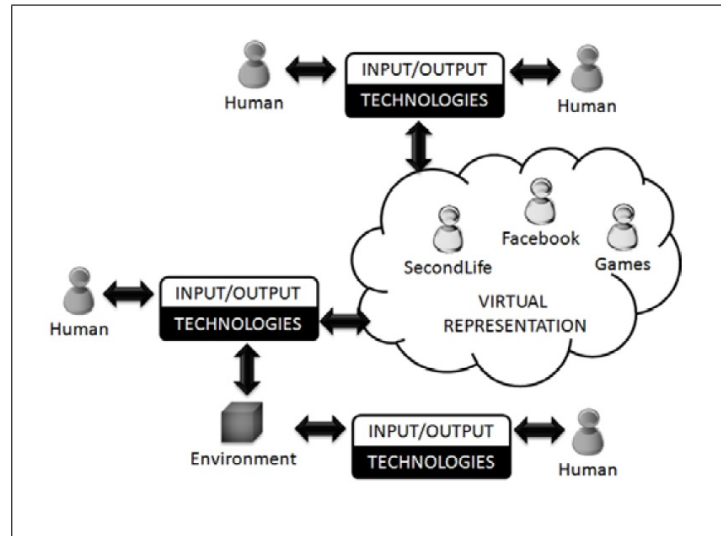 INPUT/OUTPUT
Human
TECHNOLOGIES
Human
Facebook
SecondLife
Games
INPUT/OUTPUT
VIRTUAL
REPRESENTATION
Human
TECHNOLOGIES
INPUT/OUTPUT
Environment
TECHNOLOGIES
Human